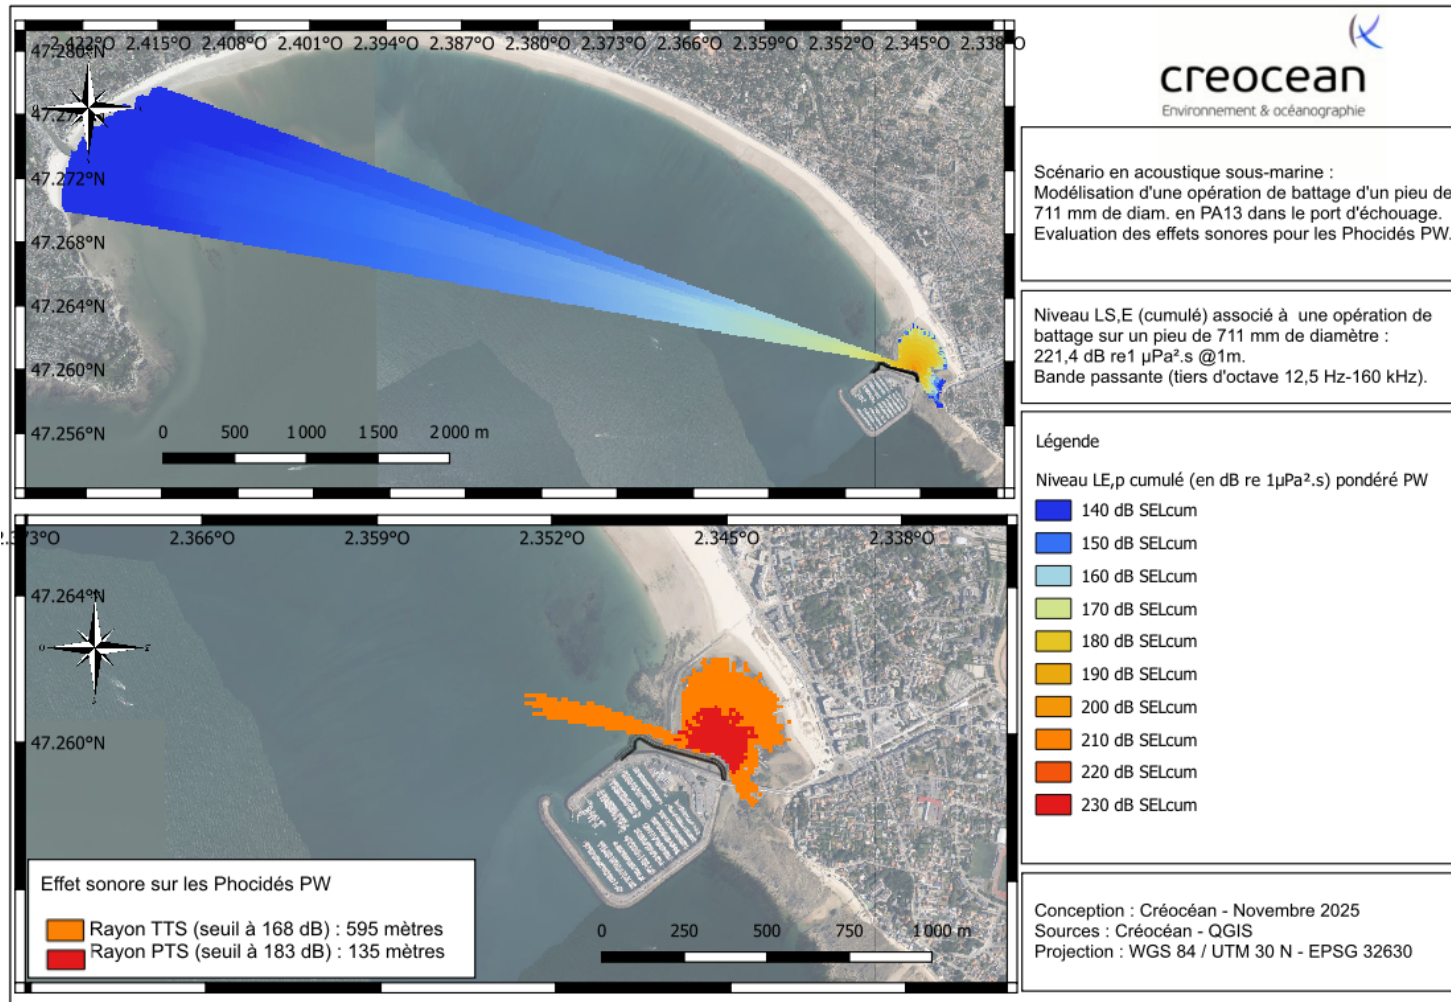 2.422°O 2.415°O 2.408°O 2.401°O 2.394°O 2.387°O 2.380°O 2.373°O 2.366°O 2.359°O 2.352°O 2.345°O 2.338°O
47.280°N
47.272°N
47.268°N
47.264°N
47.260°N
47.256°N
0 500 1 000 1 500 2 000 m
2.373°O 2.366°O 2.359°O 2.352°O 2.345°O 2.338°O
47.264°N
47.260°N
Effet sonore sur les Phocidés PW
Rayon TTS (seuil à 168 dB) : 595 mètres
Rayon PTS (seuil à 183 dB) : 135 mètres
0 250 500 750 1 000 m
creocean
Environnement & océanographie
Scénario en acoustique sous-marine :
Modélisation d'une opération de battage d'un pieu de
711 mm de diam. en PA13 dans le port d'échouage.
Evaluation des effets sonores pour les Phocidés PW.
Niveau LS,E (cumulé) associé à une opération de
battage sur un pieu de 711 mm de diamètre :
221,4 dB re1 µPa².s @1m.
Bande passante (tiers d'octave 12,5 Hz-160 kHz).
Légende
Niveau LE,p cumulé (en dB re 1µPa².s) pondéré PW
140 dB SELcum
150 dB SELcum
160 dB SELcum
170 dB SELcum
180 dB SELcum
190 dB SELcum
200 dB SELcum
210 dB SELcum
220 dB SELcum
230 dB SELcum
Conception : Créocéan - Novembre 2025
Sources : Créocéan - QGIS
Projection : WGS 84 / UTM 30 N - EPSG 32630